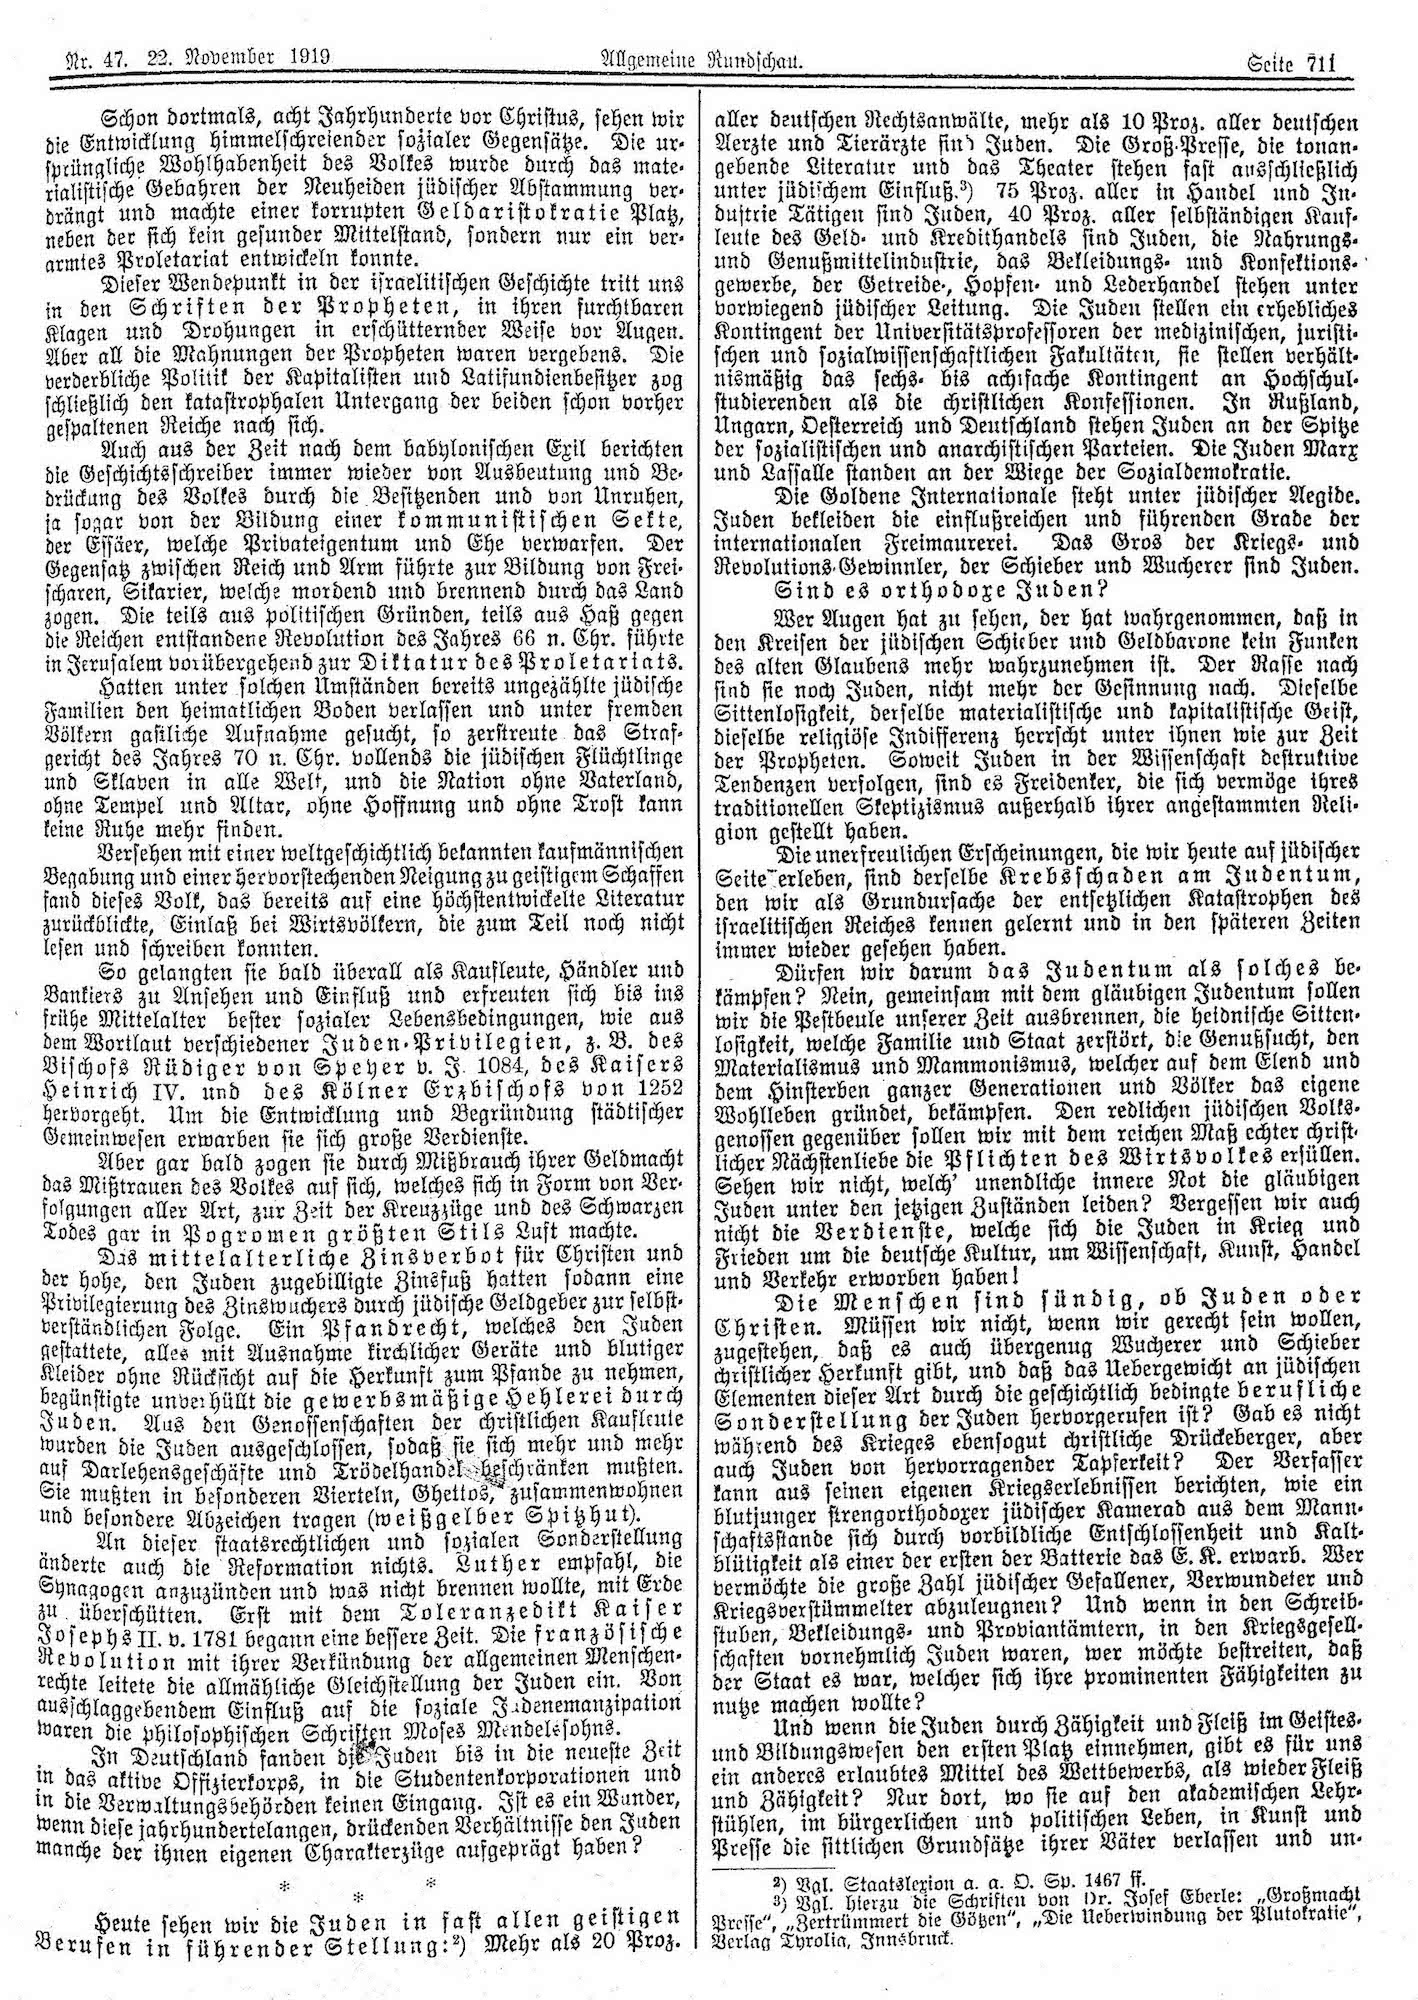 Nr. 47. 22. November 1919
Allgemeine Rundschau.
Seite 711
Schon dortmals, acht Jahrhunderte vor Christus, sehen wir
die Entwicklung himmelschreiender sozialer Gegensätze. Die ur-
sprüngliche Wohlhabenheit des Volkes wurde durch das mate-
rialistische Gebahren der Neuheiden jüdischer Abstammung ver-
drängt und machte einer korrupten Geldaristokratie Platz,
neben der sich kein gesunder Mittelstand, sondern nur ein ver-
armtes Proletariat entwickeln konnte.
Dieser Wendepunkt in der israelitischen Geschichte tritt uns
in den Schriften der Propheten, in ihren furchtbaren
Klagen und Drohungen in erschütternder Weise vor Augen.
Aber all die Mahnungen der Propheten waren vergebens. Die
verderbliche Politik der Kapitalisten und Latifundienbesitzer zog
schließlich den katastrophalen Untergang der beiden schon vorher
gespaltenen Reiche nach sich.
Auch aus der Zeit nach dem babylonischen Exil berichten
die Geschichtsschreiber immer wieder von Ausbeutung und Be-
drückung des Volkes durch die Besitzenden und von Unruhen,
ja sogar von der Bildung einer kommunistischen Sekte,
der Essäer, welche Privateigentum und Ehe verwarfen. Der
Gegensatz zwischen Reich und Arm führte zur Bildung von Frei-
scharen, Sikarier, welche mordend und brennend durch das Land
zogen. Die teils aus politischen Gründen, teils aus Haß gegen
die Reichen entstandene Revolution des Jahres 66 n. Chr. führte
in Jerusalem vorübergehend zur Diktatur des Proletariats.
Hatten unter solchen Umständen bereits ungezählte jüdische
Familien den heimatlichen Boden verlassen und unter fremden
Völkern gastliche Aufnahme gesucht, so zerstreute das Straf-
gericht des Jahres 70 n. Chr. vollends die jüdischen Flüchtlinge
und Sklaven in alle Welt, und die Nation ohne Vaterland,
ohne Tempel und Altar, ohne Hoffnung und ohne Trost kann
keine Ruhe mehr finden.
Versehen mit einer weltgeschichtlich bekannten kaufmännischen
Begabung und einer hervorstechenden Neigung zu geistigem Schaffen
fand dieses Volk, das bereits auf eine höchstentwickelte Literatur
zurückblickte, Einlaß bei Wirtsvölkern, die zum Teil noch nicht
lesen und schreiben konnten.
So gelangten sie bald überall als Kaufleute, Händler und
Bankiers zu Ansehen und Einfluß und erfreuten sich bis ins
frühe Mittelalter bester sozialer Lebensbedingungen, wie aus
dem Wortlaut verschiedener Juden-Privilegien, z. B. des
Bischofs Rüdiger von Speyer v. J. 1084, des Kaisers
Heinrich IV. und des Kölner Erzbischofs von 1252
hervorgeht. Um die Entwicklung und Begründung städtischer
Gemeinwesen erwarben sie sich große Verdienste.
Aber gar bald zogen sie durch Mißbrauch ihrer Geldmacht
das Mißtrauen des Volkes auf sich, welches sich in Form von Ver-
folgungen aller Art, zur Zeit der Kreuzzüge und des Schwarzen
Todes gar in Pogromen größten Stils Luft machte.
Das mittelalterliche Zinsverbot für Christen und
der hohe, den Juden zugebilligte Zinsfuß hatten sodann eine
Privilegierung des Zinswuchers durch jüdische Geldgeber zur selbst-
verständlichen Folge. Ein Pfandrecht, welches den Juden
gestattete, alles mit Ausnahme kirchlicher Geräte und blutiger
Kleider ohne Rücksicht auf die Herkunft zum Pfande zu nehmen,
begünstigte unverhüllt die gewerbsmäßige Hehlerei durch
Juden. Aus den Genossenschaften der christlichen Kaufleute
wurden die Juden ausgeschlossen, sodaß sie sich mehr und mehr
auf Darlehensgeschäfte und Trödelhandel beschränken mußten.
Sie mußten in besonderen Vierteln, Ghettos, zusammenwohnen
und besondere Abzeichen tragen (weißgelber Spitzhut).
An dieser staatsrechtlichen und sozialen Sonderstellung
änderte auch die Reformation nichts. Luther empfahl, die
Synagogen anzuzünden und was nicht brennen wollte, mit Erde
zu überschütten. Erst mit dem Toleranzedikt Kaiser
Josephs II. v. 1781 begann eine bessere Zeit. Die französische
Revolution mit ihrer Verkündung der allgemeinen Menschen-
rechte leitete die allmähliche Gleichstellung der Juden ein. Von
ausschlaggebendem Einfluß auf die soziale Judenemanzipation
waren die philosophischen Schriften Moses Mendelssohns.
In Deutschland fanden die Juden bis in die neueste Zeit
in das aktive Offizierkorps, in die Studentenkorporationen und
in die Verwaltungsbehörden keinen Eingang. Ist es ein Wunder,
wenn diese jahrhundertelangen, drückenden Verhältnisse den Juden
manche der ihnen eigenen Charakterzüge aufgeprägt haben?
* * *
Heute sehen wir die Juden in fast allen geistigen
Berufen in führender Stellung:²) Mehr als 20 Proz.
aller deutschen Rechtsanwälte, mehr als 10 Proz. aller deutschen
Aerzte und Tierärzte sind Juden. Die Groß-Presse, die tonan-
gebende Literatur und das Theater stehen fast ausschließlich
unter jüdischem Einfluß.³) 75 Proz. aller in Handel und In-
dustrie Tätigen sind Juden, 40 Proz. aller selbständigen Kauf-
leute des Geld- und Kredithandels sind Juden, die Nahrungs-
und Genußmittelindustrie, das Bekleidungs- und Konfektions-
gewerbe, der Getreide-, Hopfen- und Lederhandel stehen unter
vorwiegend jüdischer Leitung. Die Juden stellen ein erhebliches
Kontingent der Universitätsprofessoren der medizinischen, juristi-
schen und sozialwissenschaftlichen Fakultäten, sie stellen verhält-
nismäßig das sechs- bis achtfache Kontingent an Hochschul-
studierenden als die christlichen Konfessionen. In Rußland,
Ungarn, Oesterreich und Deutschland stehen Juden an der Spitze
der sozialistischen und anarchistischen Parteien. Die Juden Marx
und Lassalle standen an der Wiege der Sozialdemokratie.
Die Goldene Internationale steht unter jüdischer Aegide.
Juden bekleiden die einflußreichen und führenden Grade der
internationalen Freimaurerei. Das Gros der Kriegs- und
Revolutions-Gewinnler, der Schieber und Wucherer sind Juden.
Sind es orthodoxe Juden?
Wer Augen hat zu sehen, der hat wahrgenommen, daß in
den Kreisen der jüdischen Schieber und Geldbarone kein Funken
des alten Glaubens mehr wahrzunehmen ist. Der Rasse nach
sind sie noch Juden, nicht mehr der Gesinnung nach. Dieselbe
Sittenlosigkeit, derselbe materialistische und kapitalistische Geist,
dieselbe religiöse Indifferenz herrscht unter ihnen wie zur Zeit
der Propheten. Soweit Juden in der Wissenschaft destruktive
Tendenzen verfolgen, sind es Freidenker, die sich vermöge ihres
traditionellen Skeptizismus außerhalb ihrer angestammten Reli-
gion gestellt haben.
Die unerfreulichen Erscheinungen, die wir heute auf jüdischer
Seite erleben, sind derselbe Krebsschaden am Judentum,
den wir als Grundursache der entsetzlichen Katastrophen des
israelitischen Reiches kennen gelernt und in den späteren Zeiten
immer wieder gesehen haben.
Dürfen wir darum das Judentum als solches be-
kämpfen? Nein, gemeinsam mit dem gläubigen Judentum sollen
wir die Pestbeule unserer Zeit ausbrennen, die heidnische Sitten-
losigkeit, welche Familie und Staat zerstört, die Genußsucht, den
Materialismus und Mammonismus, welcher auf dem Elend und
dem Hinsterben ganzer Generationen und Völker das eigene
Wohlleben gründet, bekämpfen. Den redlichen jüdischen Volks-
genossen gegenüber sollen wir mit dem reichen Maß echter christ-
licher Nächstenliebe die Pflichten des Wirtsvolkes erfüllen.
Sehen wir nicht, welch' unendliche innere Not die gläubigen
Juden unter den jetzigen Zuständen leiden? Vergessen wir auch
nicht die Verdienste, welche sich die Juden in Krieg und
Frieden um die deutsche Kultur, um Wissenschaft, Kunst, Handel
und Verkehr erworben haben!
Die Menschen sind sündig, ob Juden oder
Christen. Müssen wir nicht, wenn wir gerecht sein wollen,
zugestehen, daß es auch übergenug Wucherer und Schieber
christlicher Herkunft gibt, und daß das Uebergewicht an jüdischen
Elementen dieser Art durch die geschichtlich bedingte berufliche
Sonderstellung der Juden hervorgerufen ist? Gab es nicht
während des Krieges ebensogut christliche Drückeberger, aber
auch Juden von hervorragender Tapferkeit? Der Verfasser
kann aus seinen eigenen Kriegserlebnissen berichten, wie ein
blutjunger strengorthodoxer jüdischer Kamerad aus dem Mann-
schaftsstande sich durch vorbildliche Entschlossenheit und Kalt-
blütigkeit als einer der ersten der Batterie das E. K. erwarb. Wer
vermöchte die große Zahl jüdischer Gefallener, Verwundeter und
Kriegsverstümmelter abzuleugnen? Und wenn in den Schreib-
stuben, Bekleidungs- und Proviantämtern, in den Kriegsgesell-
schaften vornehmlich Juden waren, wer möchte bestreiten, daß
der Staat es war, welcher sich ihre prominenten Fähigkeiten zu
nutze machen wollte?
Und wenn die Juden durch Zähigkeit und Fleiß im Geistes-
und Bildungswesen den ersten Platz einnehmen, gibt es für uns
ein anderes erlaubtes Mittel des Wettbewerbs, als wieder Fleiß
und Zähigkeit? Nur dort, wo sie auf den akademischen Lehr-
stühlen, im bürgerlichen und politischen Leben, in Kunst und
Presse die sittlichen Grundsätze ihrer Väter verlassen und un-
²) Vgl. Staatslexion a. a. O. Sp. 1467 ff.
³) Vgl. hierzu die Schriften von Dr. Josef Eberle: „Großmacht
Presse“, „Zertrümmert die Götzen“, „Die Ueberwindung der Plutokratie“,
Verlag Tyrolia, Innsbruck.